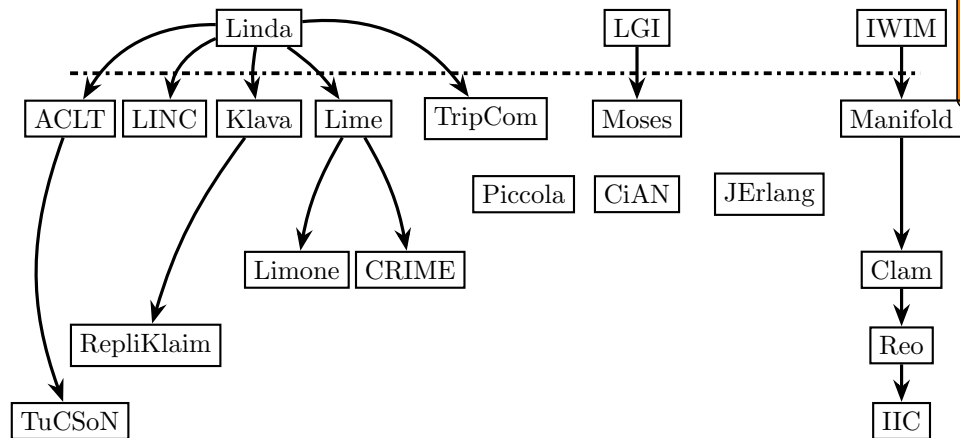 Linda LGI IWIM
ACLT LINC Klava Lime TripCom Moses Manifold
Piccola CiAN JErlang
Limone CRIME Clam
RepliKlaim Reo
TuCSoN IIC